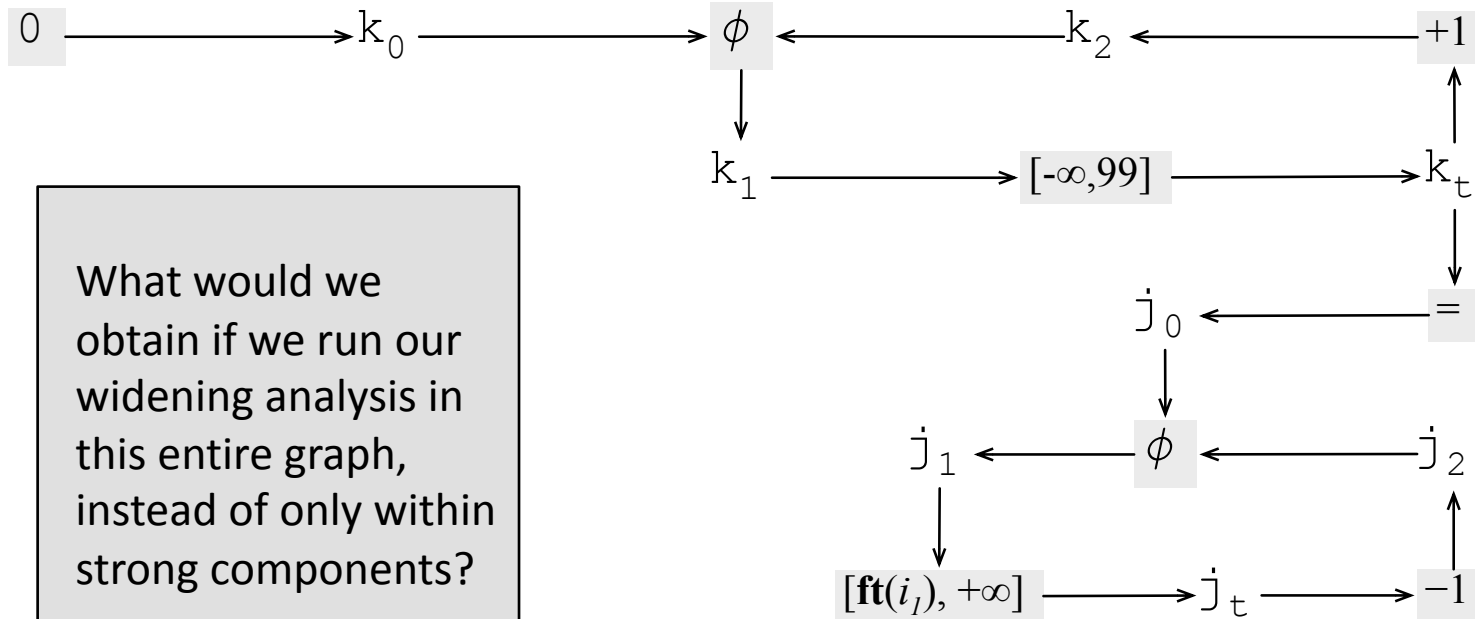 0 k₀ ϕ k₂ +1
k₁ [-∞,99] kₜ
What would we
obtain if we run our
widening analysis in
this entire graph,
instead of only within
strong components?
j₀ =
j₁ ϕ j₂
[ft(i₁), +∞] jₜ −1